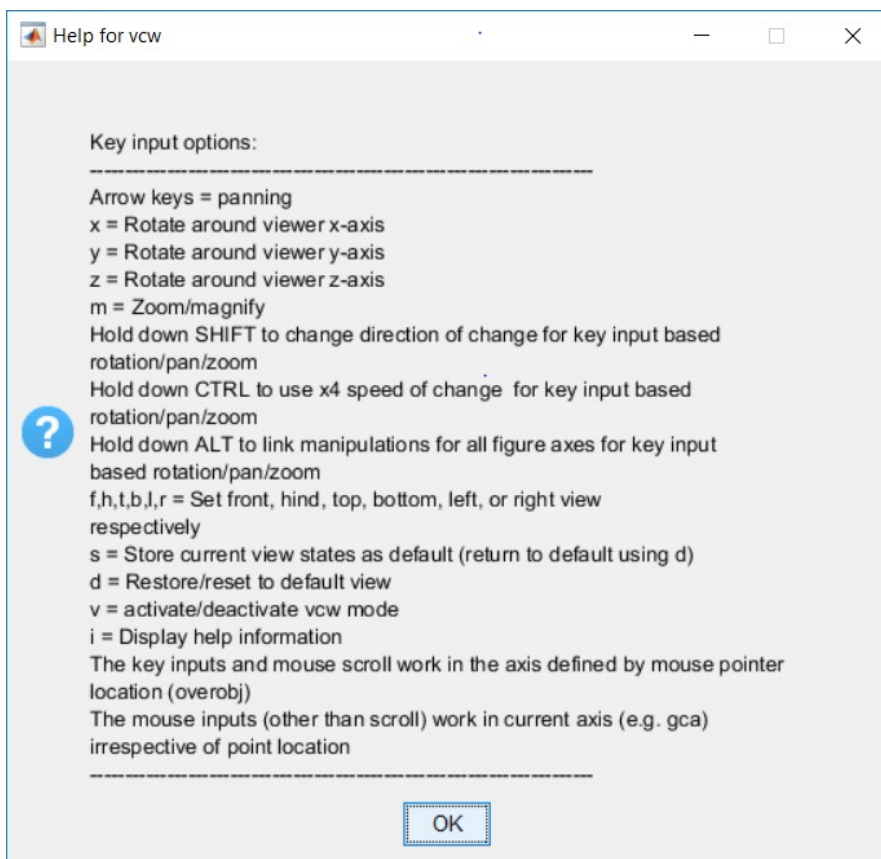 Help for vcw
Key input options:
------------------------------------------------------------------------
Arrow keys = panning
x = Rotate around viewer x-axis
y = Rotate around viewer y-axis
z = Rotate around viewer z-axis
m = Zoom/magnify
Hold down SHIFT to change direction of change for key input based
rotation/pan/zoom
Hold down CTRL to use x4 speed of change  for key input based
rotation/pan/zoom
Hold down ALT to link manipulations for all figure axes for key input
based rotation/pan/zoom
f,h,t,b,l,r = Set front, hind, top, bottom, left, or right view
respectively
s = Store current view states as default (return to default using d)
d = Restore/reset to default view
v = activate/deactivate vcw mode
i = Display help information
The key inputs and mouse scroll work in the axis defined by mouse pointer
location (overobj)
The mouse inputs (other than scroll) work in current axis (e.g. gca)
irrespective of point location
------------------------------------------------------------------------
OK